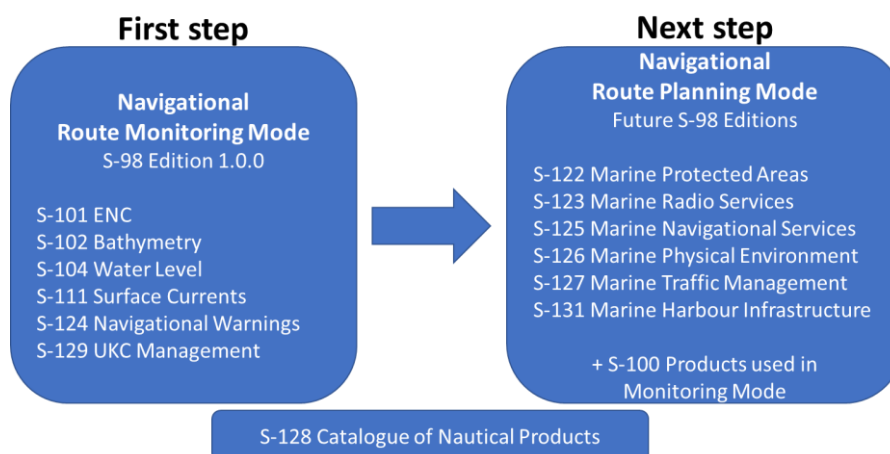 First step
Navigational
Route Monitoring Mode
S-98 Edition 1.0.0
S-101 ENC
S-102 Bathymetry
S-104 Water Level
S-111 Surface Currents
S-124 Navigational Warnings
S-129 UKC Management
Next step
Navigational
Route Planning Mode
Future S-98 Editions
S-122 Marine Protected Areas
S-123 Marine Radio Services
S-125 Marine Navigational Services
S-126 Marine Physical Environment
S-127 Marine Traffic Management
S-131 Marine Harbour Infrastructure
+ S-100 Products used in
Monitoring Mode
S-128 Catalogue of Nautical Products